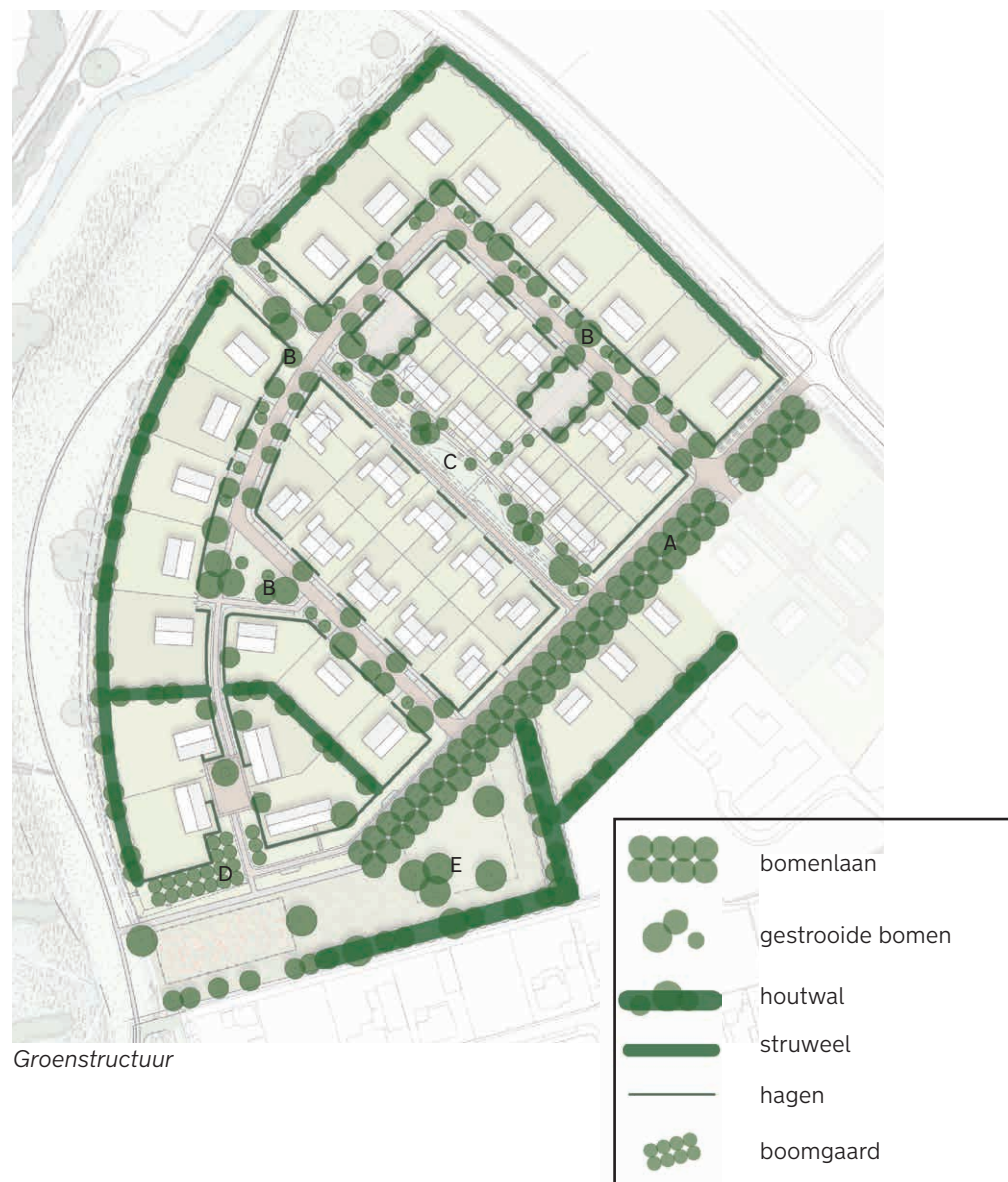 B
B
C
A
B
D
E
Groenstructuur
bomenlaan
gestrooide bomen
houtwal
struweel
hagen
boomgaard